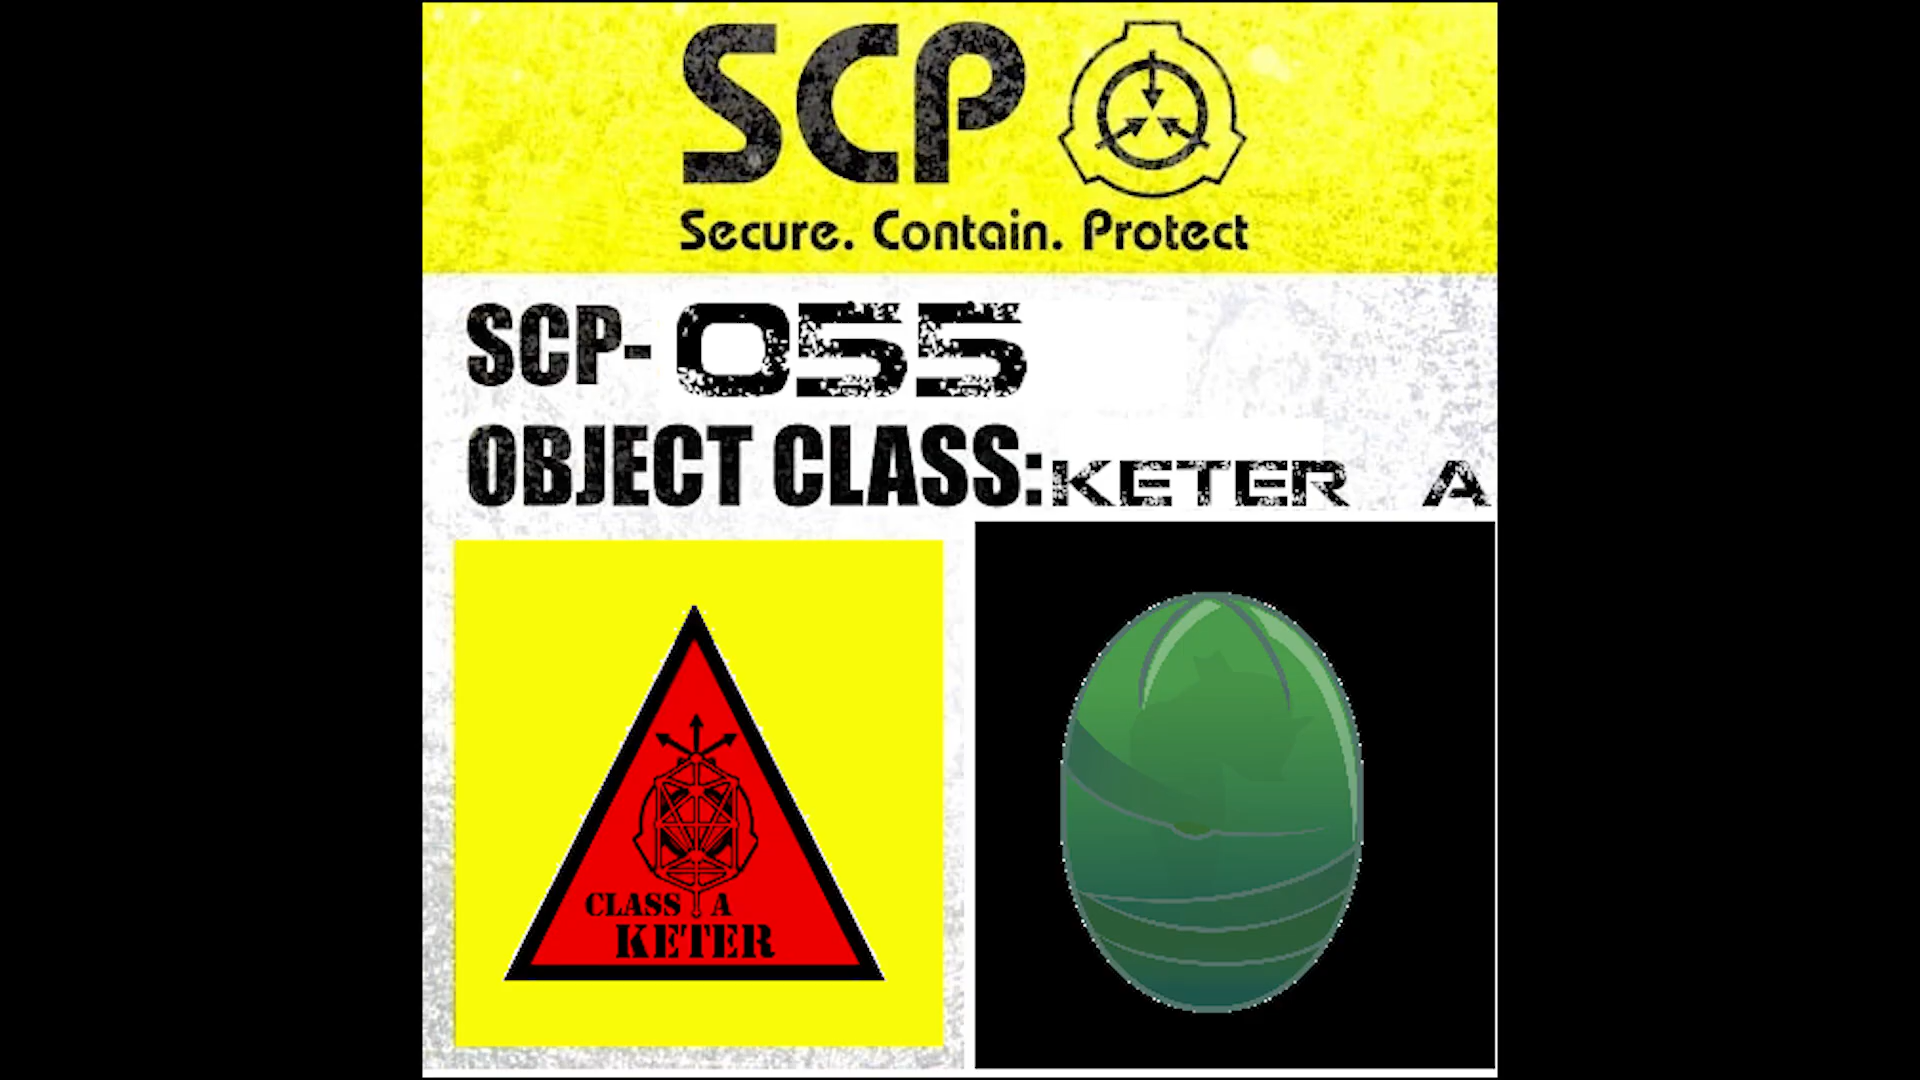 SCP
Secure. Contain. Protect
SCP- 055
OBJECT CLASS: KETER A
CLASS A
KETER